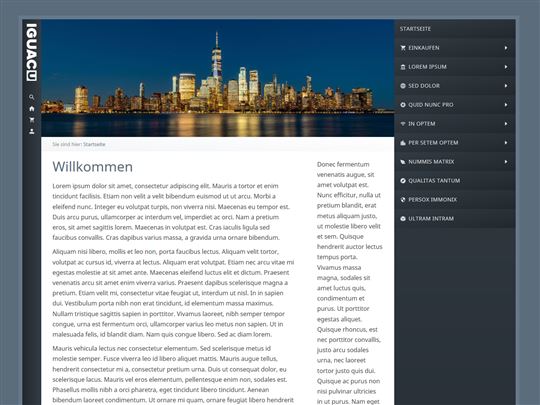 IGUACU
STARTSEITE
EINKAUFEN
LOREM IPSUM
SED DOLOR
QUID NUNC PRO
IN OPTEM
PER SETEM OPTEM
NUMMIS MATRIX
QUALITAS TANTUM
PERSOX IMMONIX
ULTRAM INTRAM
Sie sind hier: Startseite
Willkommen
Lorem ipsum dolor sit amet, consectetur adipiscing elit. Mauris a tortor et enim
tincidunt facilisis. Etiam non velit a velit bibendum euismod ut ut arcu. Morbi a
eleifend nunc. Integer eu volutpat turpis, non viverra nisi. Maecenas eu tempor est.
Duis arcu purus, ullamcorper ac interdum vel, imperdiet ac orci. Nam a pretium
eros, sit amet sagittis lorem. Maecenas in volutpat est. Cras iaculis ligula sed
faucibus convallis. Cras dapibus varius massa, a gravida urna ornare bibendum.
Aliquam nisi libero, mollis et leo non, porta faucibus lectus. Aliquam velit tortor,
volutpat ac cursus id, viverra at lectus. Aliquam erat volutpat. Etiam nec arcu vitae mi
egestas molestie at sit amet ante. Maecenas eleifend luctus elit et dictum. Praesent
venenatis arcu sit amet enim viverra varius. Praesent dapibus scelerisque magna a
pretium. Etiam velit mi, consectetur vitae feugiat ut, interdum ut nisl. In in sapien
dui. Vestibulum porta nibh non erat tincidunt, id elementum massa maximus.
Nullam tristique sagittis sapien in porttitor. Vivamus laoreet, nibh semper tempor
congue, urna est fermentum orci, ullamcorper varius leo metus non sapien. Ut in
malesuada felis, id blandit diam. Nam quis congue libero. Sed ac diam lorem.
Mauris vehicula lectus nec consectetur elementum. Sed scelerisque metus id
molestie semper. Fusce viverra leo id libero aliquet mattis. Mauris augue tellus,
hendrerit consectetur mi a, consectetur pretium urna. Duis ut consequat dolor, eu
scelerisque lacus. Mauris vel eros elementum, pellentesque enim non, sodales est.
Phasellus mollis nibh a orci pharetra, eget tincidunt libero tincidunt. Aenean
bibendum laoreet condimentum. Ut ornare mi quam, ornare feugiat libero hendrerit
Donec fermentum
venenatis augue, sit
amet volutpat est.
Nunc efficitur, nulla ut
pretium blandit, erat
metus aliquam justo,
ut molestie libero velit
et sem. Quisque
hendrerit auctor lectus
tempus porta.
Vivamus massa
magna, sodales sit
amet luctus quis,
condimentum et
purus. Ut porttitor
egestas aliquet.
Quisque rhoncus, est
nec porttitor convallis,
justo arcu sodales
urna, nec laoreet
tortor justo quis dui.
Quisque ac purus non
nisi pulvinar ultricies
in ut purus. Nam eget